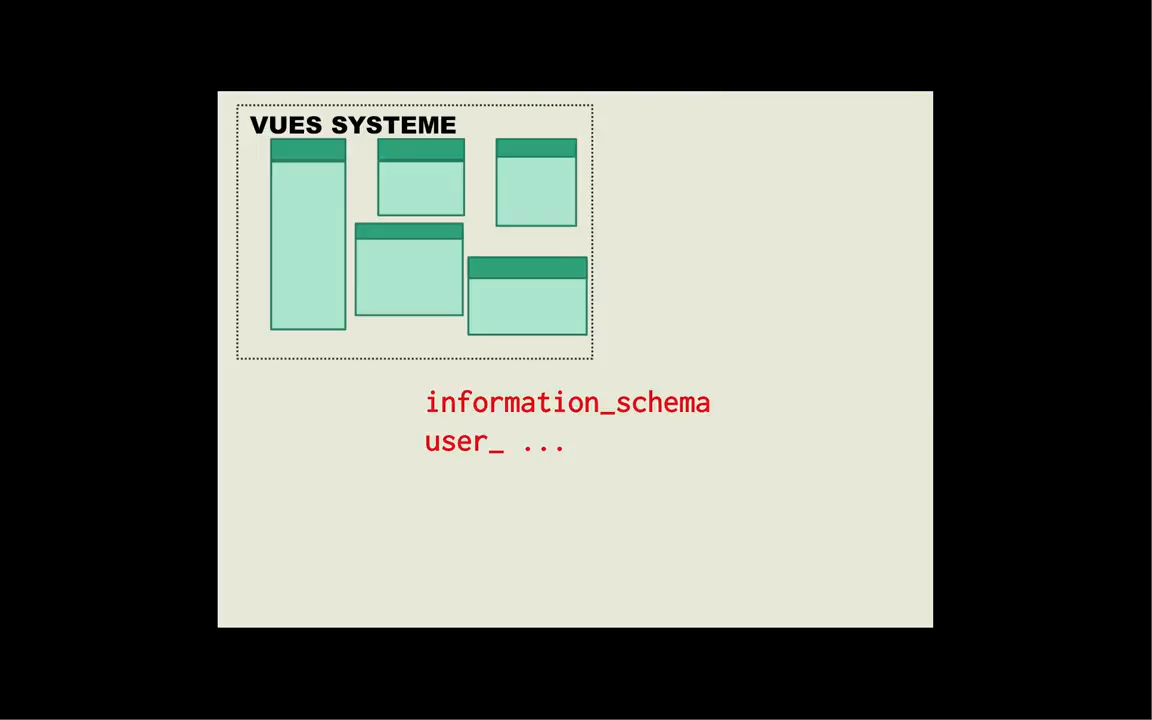 VUES SYSTEME
information_schema
user_ ...